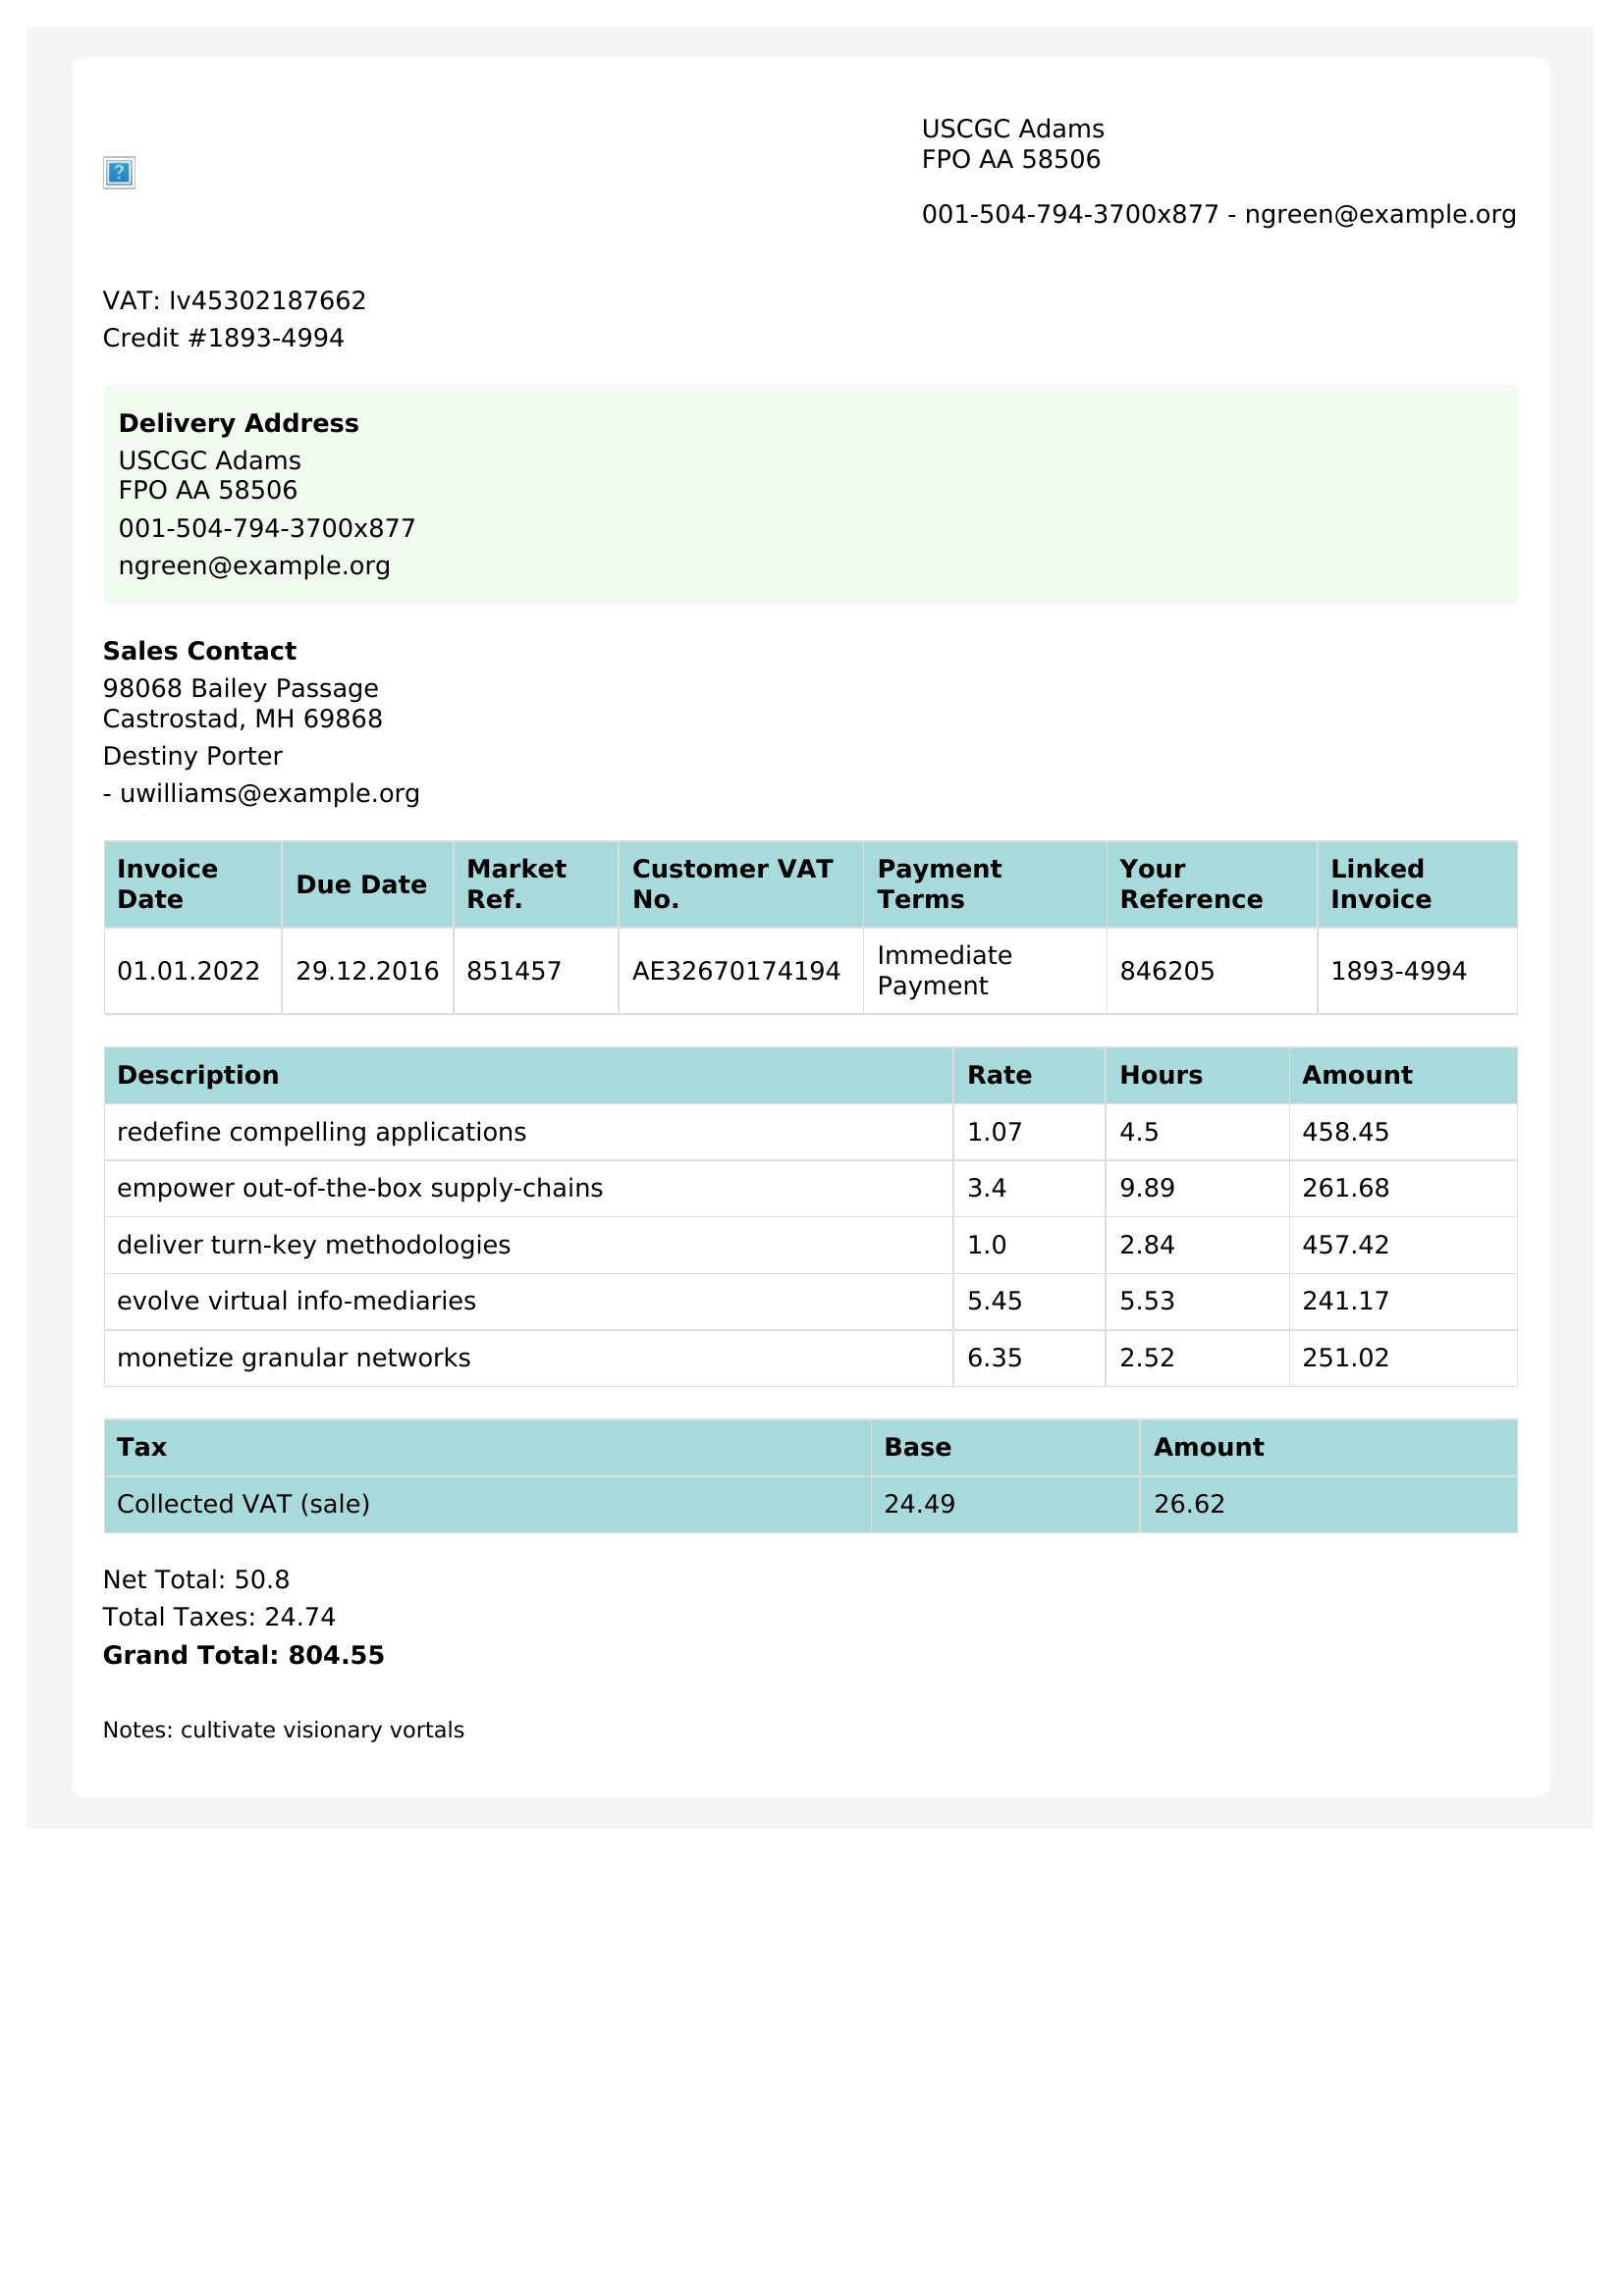 USCGC Adams
FPO AA 58506
001-504-794-3700x877 - ngreen@example.org
VAT: Iv45302187662
Credit #1893-4994
Delivery Address
USCGC Adams
FPO AA 58506
001-504-794-3700x877
ngreen@example.org
Sales Contact
98068 Bailey Passage
Castrostad, MH 69868
Destiny Porter
- uwilliams@example.org
Invoice Date Due Date Market Ref. Customer VAT No. Payment Terms Your Reference Linked Invoice
01.01.2022 29.12.2016 851457 AE32670174194 Immediate Payment 846205 1893-4994
Description Rate Hours Amount
redefine compelling applications 1.07 4.5 458.45
empower out-of-the-box supply-chains 3.4 9.89 261.68
deliver turn-key methodologies 1.0 2.84 457.42
evolve virtual info-mediaries 5.45 5.53 241.17
monetize granular networks 6.35 2.52 251.02
Tax Base Amount
Collected VAT (sale) 24.49 26.62
Net Total: 50.8
Total Taxes: 24.74
Grand Total: 804.55
Notes: cultivate visionary vortals